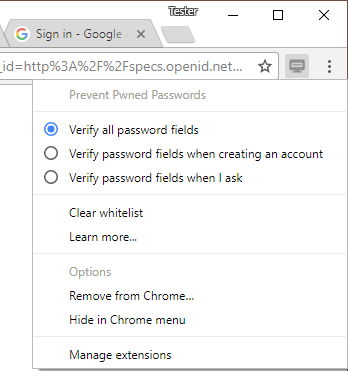 Tester
Sign in - Google
_id=http%3A%2F%2Fspecs.openid.net...
Prevent Pwned Passwords
Verify all password fields
Verify password fields when creating an account
Verify password fields when I ask
Clear whitelist
Learn more...
Options
Remove from Chrome...
Hide in Chrome menu
Manage extensions